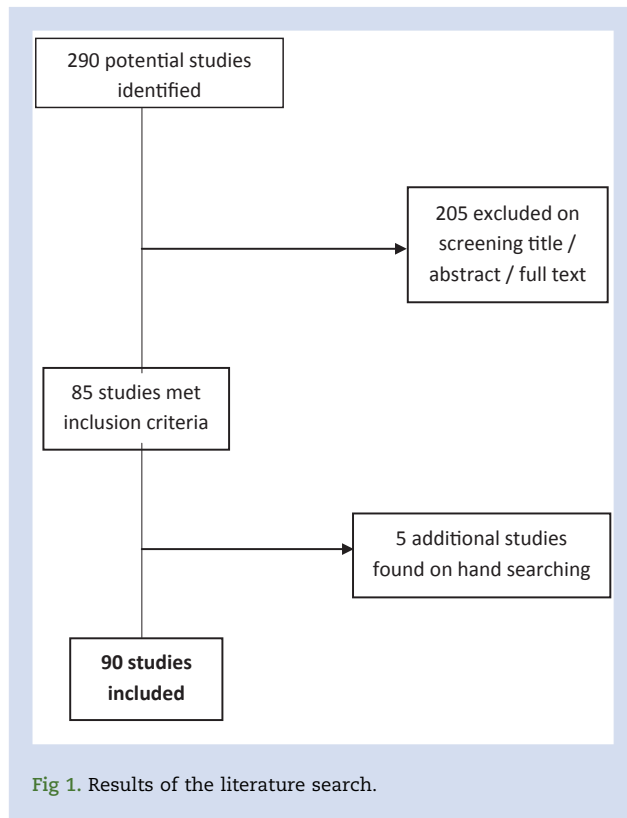 290 potential studies
identified
205 excluded on
screening title /
abstract / full text
85 studies met
inclusion criteria
5 additional studies
found on hand searching
90 studies
included
Fig 1. Results of the literature search.